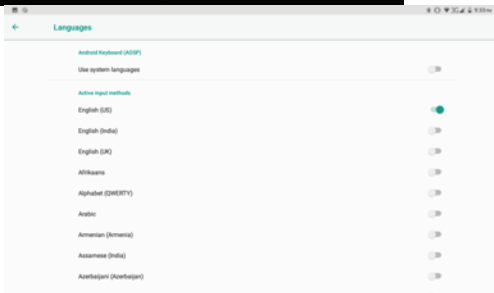 Languages
Android Keyboard (AOSP)
Use system languages
Active input methods
English (US)
English (India)
English (UK)
Afrikaans
Alphabet (QWERTY)
Arabic
Armenian (Armenia)
Assamese (India)
Azerbaijani (Azerbaijan)